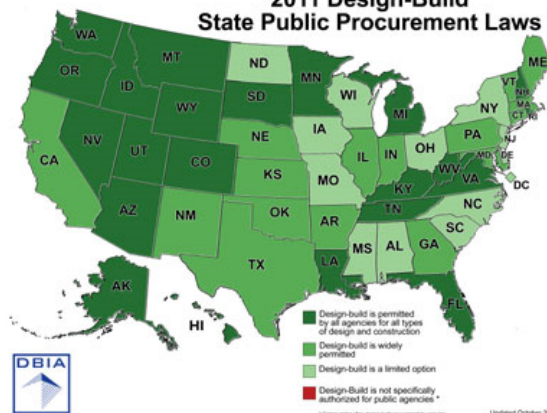 2011 Design-Build
State Public Procurement Laws
WA
MT
ND
MN
ME
OR
ID
SD
WI
MI
VT
NH
NY
MA
CT
RI
WY
NV
UT
CO
NE
IA
IL
IN
OH
PA
NJ
MD
DE
DC
CA
KS
MO
KY
WV
VA
AZ
NM
OK
AR
TN
NC
SC
TX
LA
MS
AL
GA
FL
AK
HI
DBIA
Design-build is permitted
by all agencies for all types
of design and construction
Design-build is widely
permitted
Design-build is a limited option
Design-Build is not specifically
authorized for public agencies *
Updated October